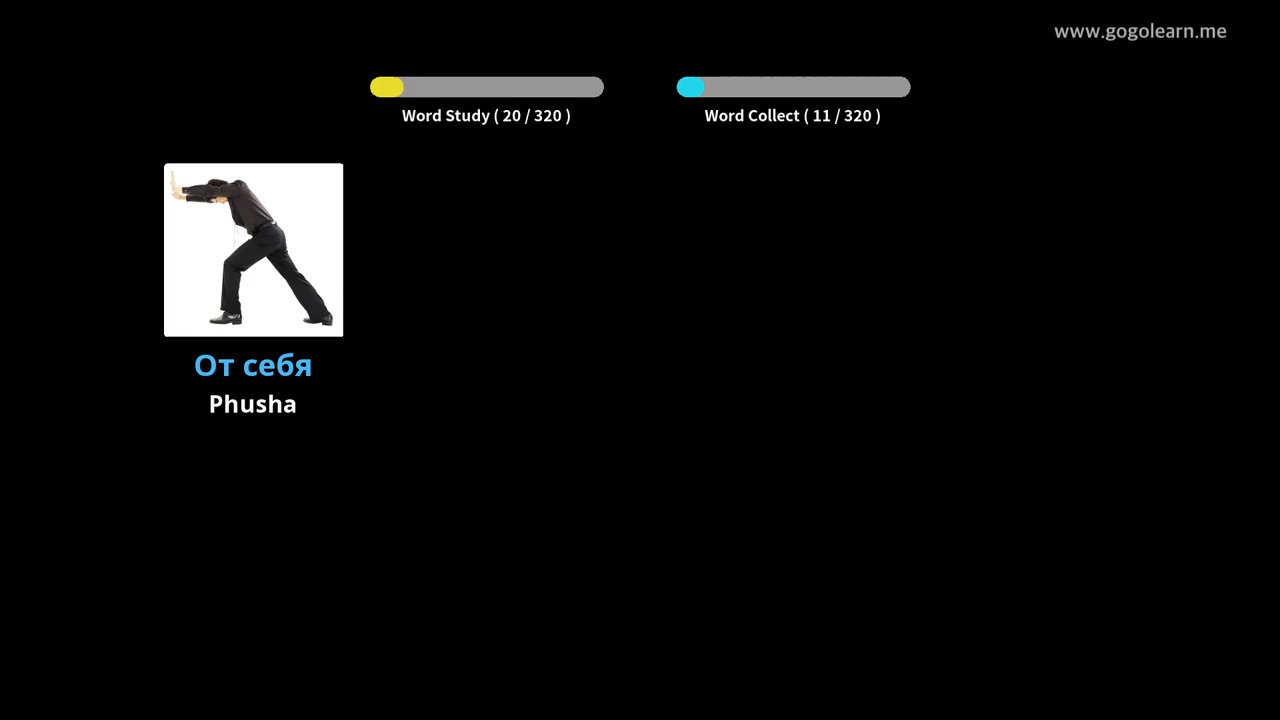 www.gogolearn.me
Word Study ( 20 / 320 )
Word Collect ( 11 / 320 )
От себя
Phusha